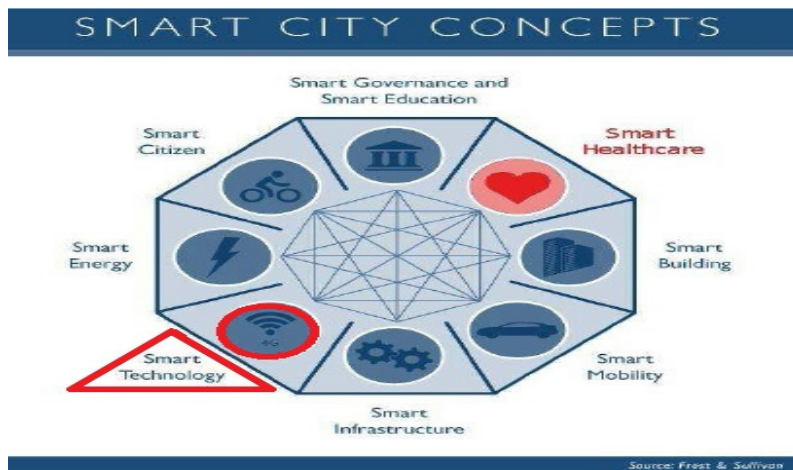 SMART CITY CONCEPTS
Smart Governance and
Smart Education
Smart
Citizen
Smart
Healthcare
Smart
Energy
Smart
Building
4G
Smart
Technology
Smart
Mobility
Smart
Infrastructure
Source: Frost & Sullivan